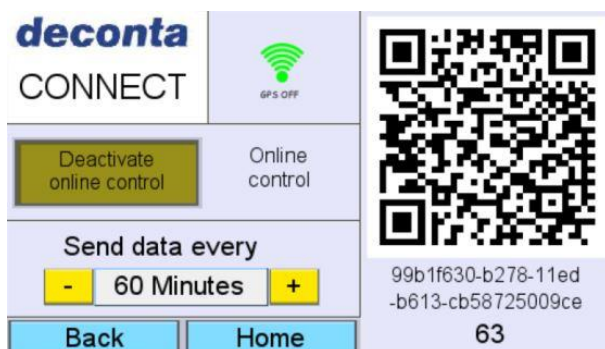 deconta
CONNECT
GPS OFF
Deactivate
online control
Online
control
Send data every
-
60 Minutes
+
Back
Home
99b1f630-b278-11ed
-b613-cb58725009ce
63